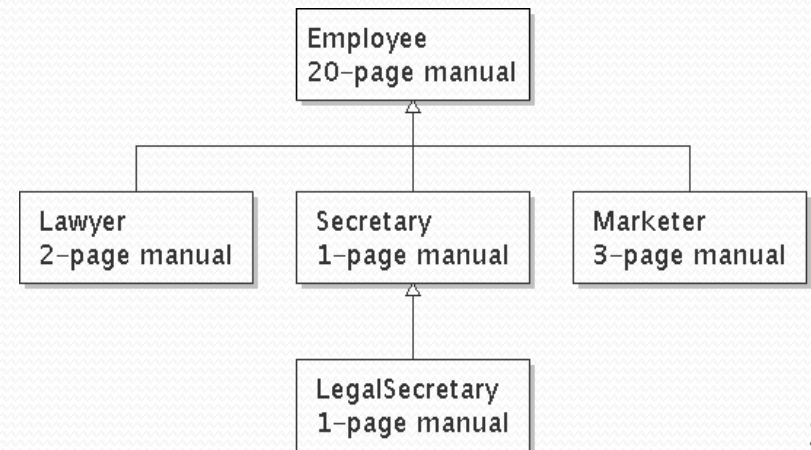 Employee
20-page manual
Lawyer
2-page manual
Secretary
1-page manual
Marketer
3-page manual
LegalSecretary
1-page manual